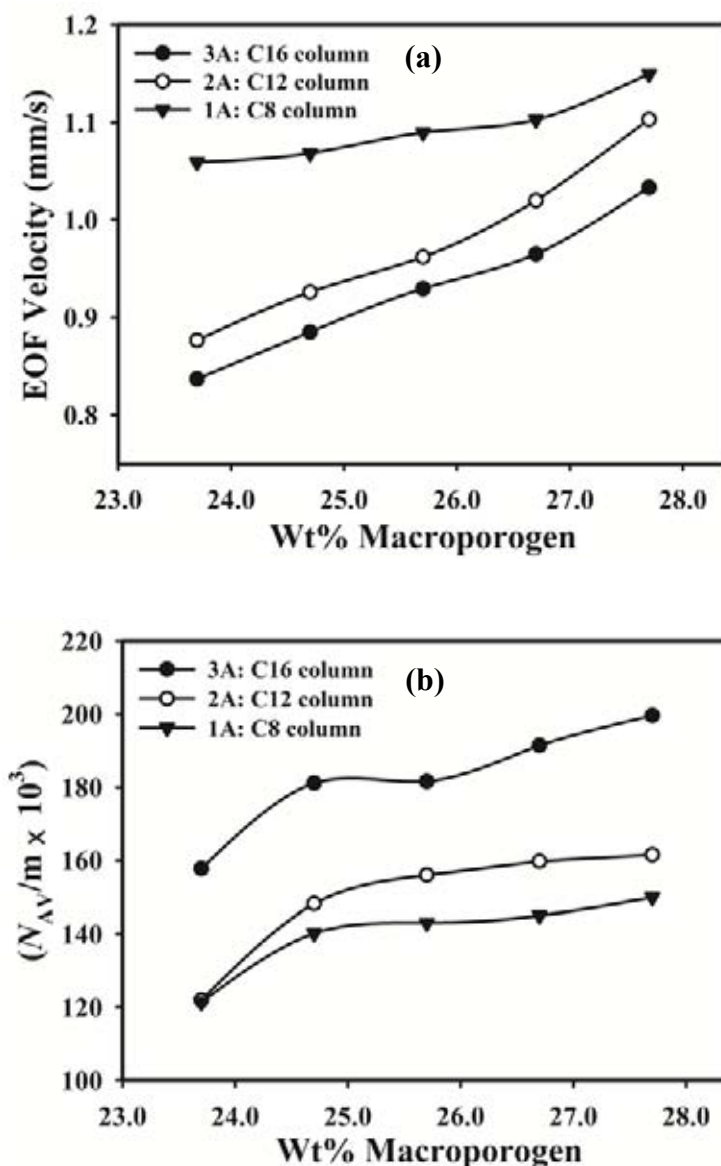 (a)
3A: C16 column
2A: C12 column
1A: C8 column
EOF Velocity (mm/s)
1.2
1.1
1.0
0.9
0.8
23.0 24.0 25.0 26.0 27.0 28.0
Wt% Macroporogen
(b)
3A: C16 column
2A: C12 column
1A: C8 column
(N_AV/m x 10³)
220
200
180
160
140
120
100
23.0 24.0 25.0 26.0 27.0 28.0
Wt% Macroporogen